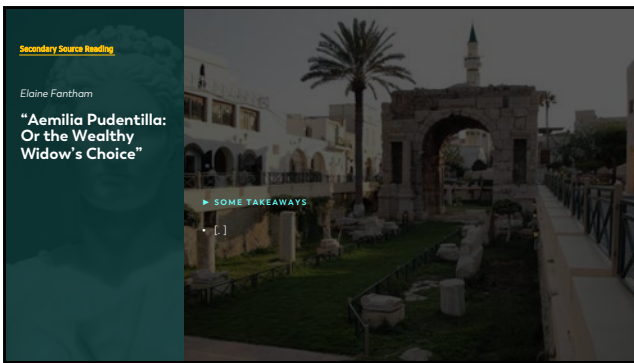 Secondary Source Reading
Elaine Fantham
“Aemilia Pudentilla:
Or the Wealthy
Widow’s Choice”
► SOME TAKEAWAYS
• [. ]